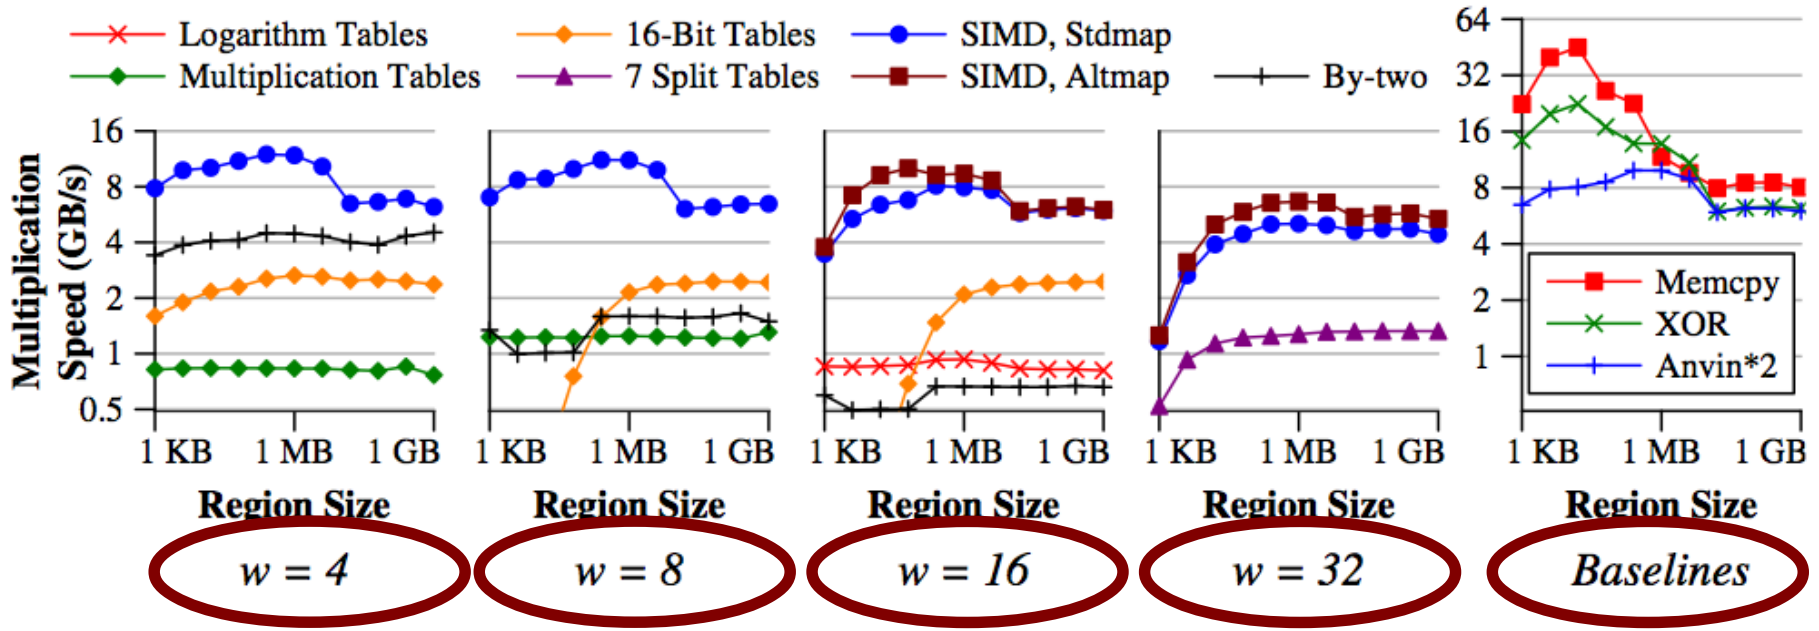 Logarithm Tables
Multiplication Tables
16-Bit Tables
7 Split Tables
SIMD, Stdmap
SIMD, Altmap
By-two
Multiplication
Speed (GB/s)
16
8
4
2
1
0.5
1 KB 1 MB 1 GB
Region Size
w = 4
1 KB 1 MB 1 GB
Region Size
w = 8
1 KB 1 MB 1 GB
Region Size
w = 16
1 KB 1 MB 1 GB
Region Size
w = 32
64
32
16
8
4
2
1
Memcpy
XOR
Anvin*2
1 KB 1 MB 1 GB
Region Size
Baselines